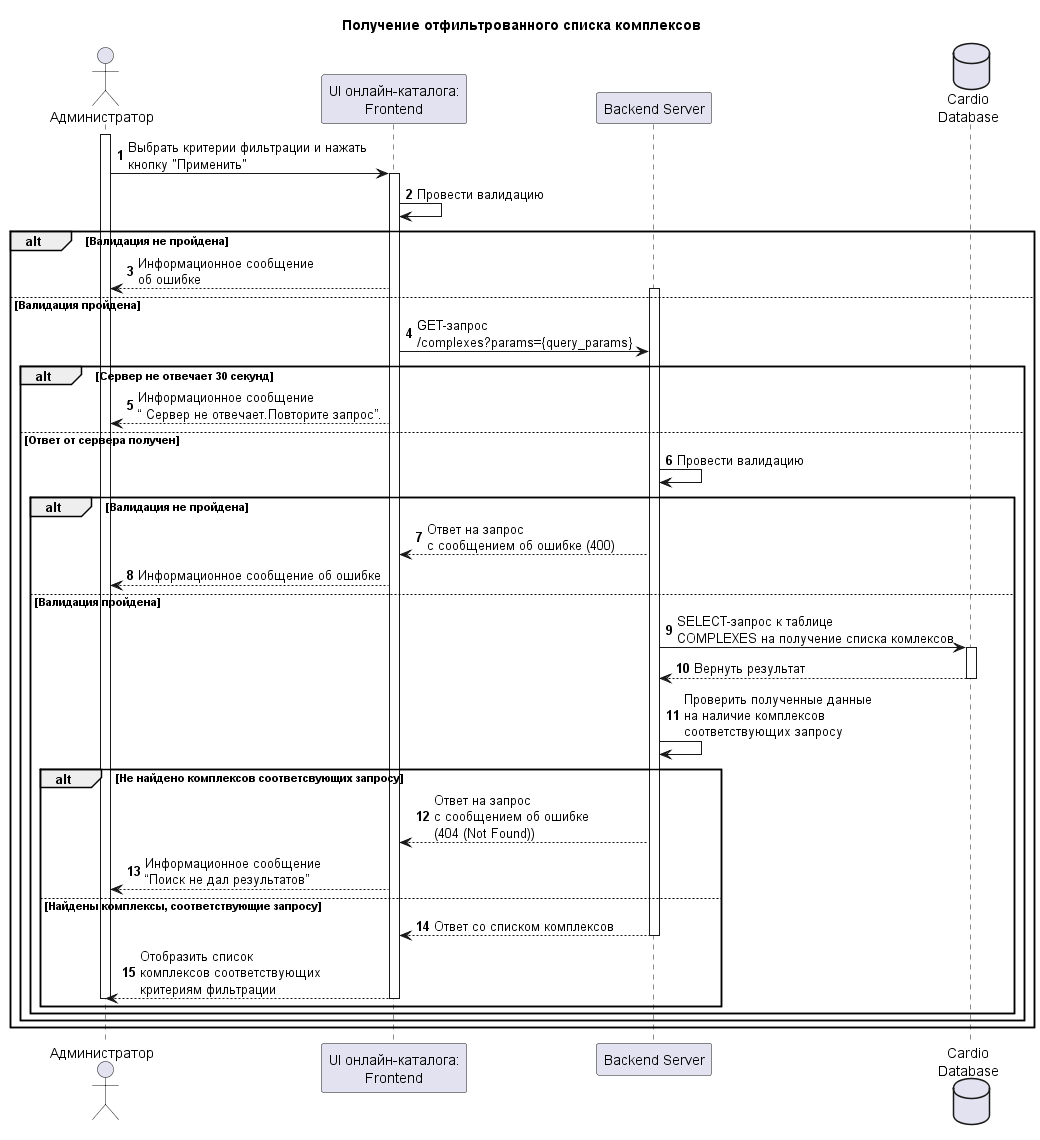 Получение отфильтрованного списка комплексов
Администратор
UI онлайн-каталога:
Frontend
Backend Server
Cardio
Database
1 Выбрать критерии фильтрации и нажать
кнопку "Применить"
2 Провести валидацию
alt [Валидация не пройдена]
3 Информационное сообщение
об ошибке
[Валидация пройдена]
4 GET-запрос
/complexes?params={query_params}
alt [Сервер не отвечает 30 секунд]
5 Информационное сообщение
“ Сервер не отвечает.Повторите запрос”.
[Ответ от сервера получен]
6 Провести валидацию
alt [Валидация не пройдена]
7 Ответ на запрос
с сообщением об ошибке (400)
8 Информационное сообщение об ошибке
[Валидация пройдена]
9 SELECT-запрос к таблице
COMPLEXES на получение списка комлексов
10 Вернуть результат
11 Проверить полученные данные
на наличие комплексов
соответствующих запросу
alt [Не найдено комплексов соответсвующих запросу]
12 Ответ на запрос
с сообщением об ошибке
(404 (Not Found))
13 Информационное сообщение
“Поиск не дал результатов”
[Найдены комплексы, соответствующие запросу]
14 Ответ со списком комплексов
15 Отобразить список
комплексов соответствующих
критериям фильтрации
Администратор
UI онлайн-каталога:
Frontend
Backend Server
Cardio
Database